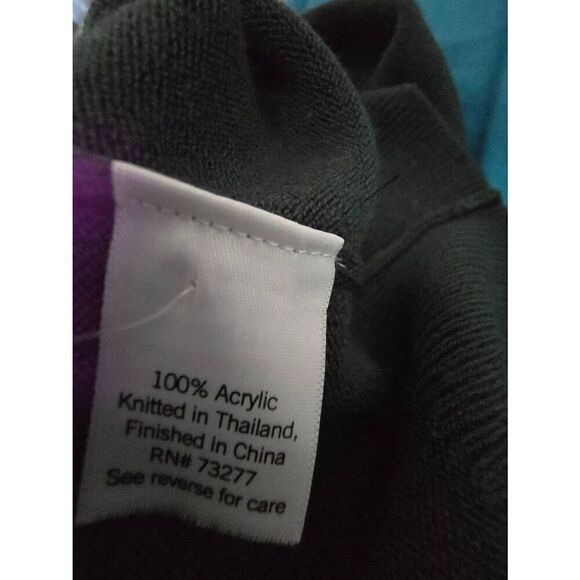 100% Acrylic
Knitted in Thailand,
Finished in China
RN# 73277
See reverse for care